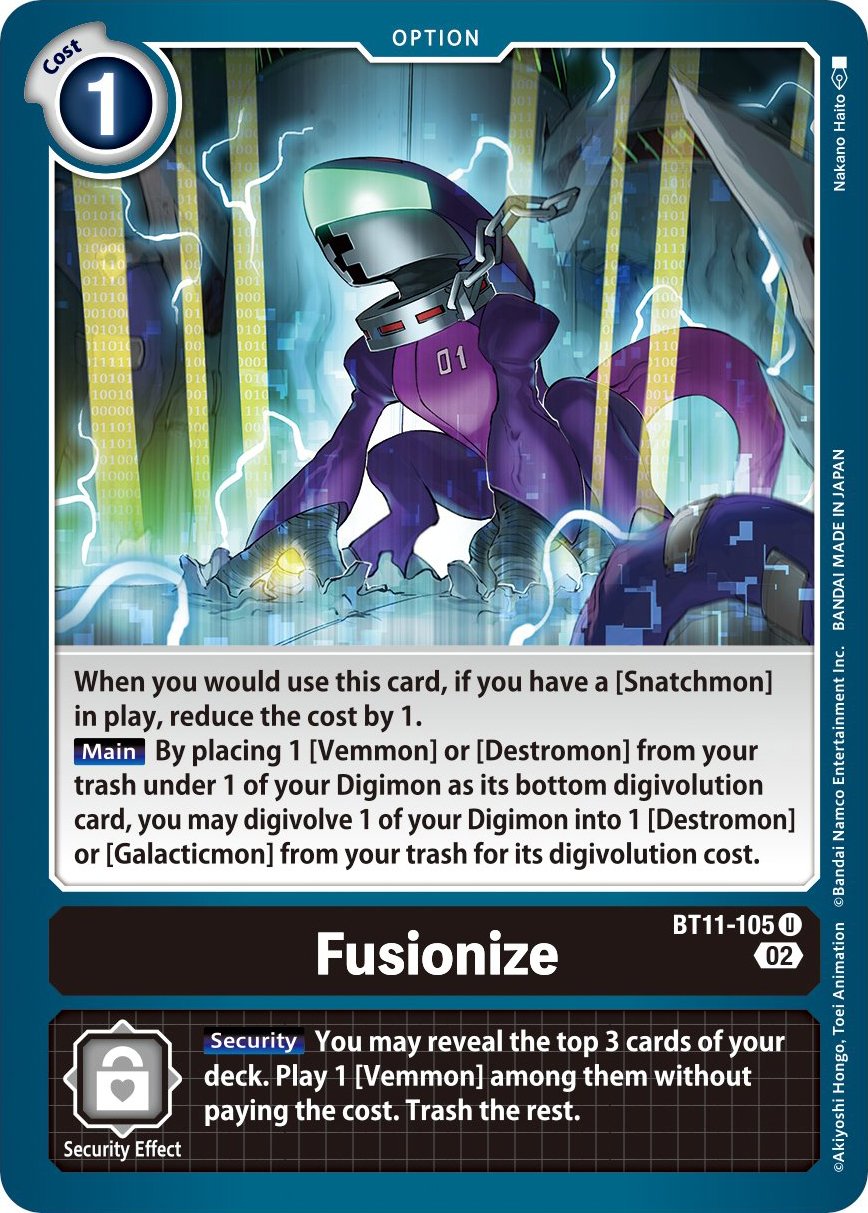 OPTION
Cost
1
Nakano Haito
01
When you would use this card, if you have a [Snatchmon]
in play, reduce the cost by 1.
Main By placing 1 [Vemmon] or [Destromon] from your
trash under 1 of your Digimon as its bottom digivolution
card, you may digivolve 1 of your Digimon into 1 [Destromon]
or [Galacticmon] from your trash for its digivolution cost.
BT11-105 U
Fusionize
02
Security You may reveal the top 3 cards of your
deck. Play 1 [Vemmon] among them without
paying the cost. Trash the rest.
Security Effect
©Akiyoshi Hongo, Toei Animation ©Bandai Namco Entertainment Inc. BANDAI MADE IN JAPAN